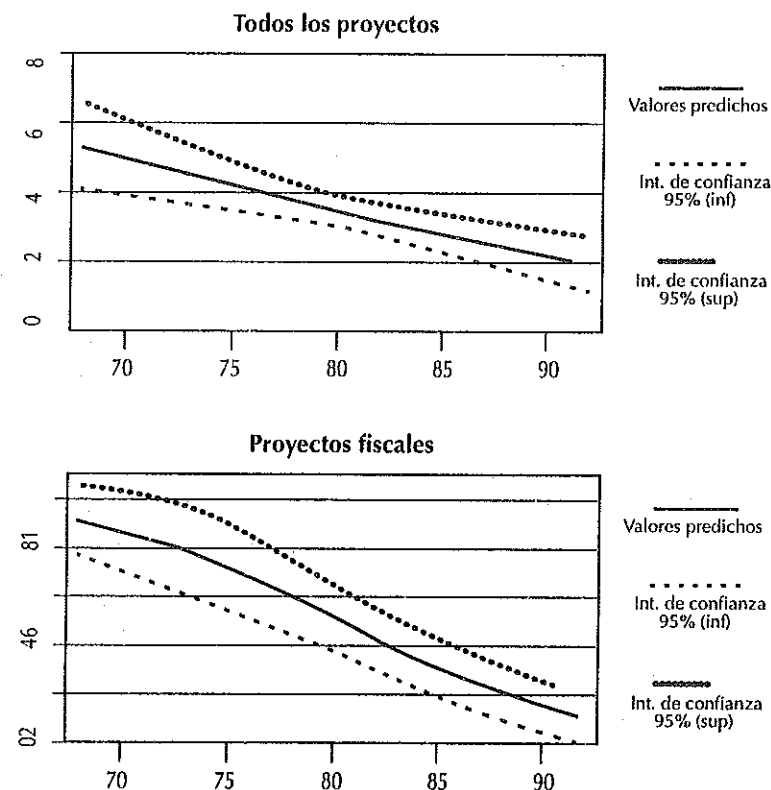 Todos los proyectos
8
6
4
2
0
70 75 80 85 90
Valores predichos
Int. de confianza
95% (inf)
Int. de confianza
95% (sup)
Proyectos fiscales
81
46
02
70 75 80 85 90
Valores predichos
Int. de confianza
95% (inf)
Int. de confianza
95% (sup)